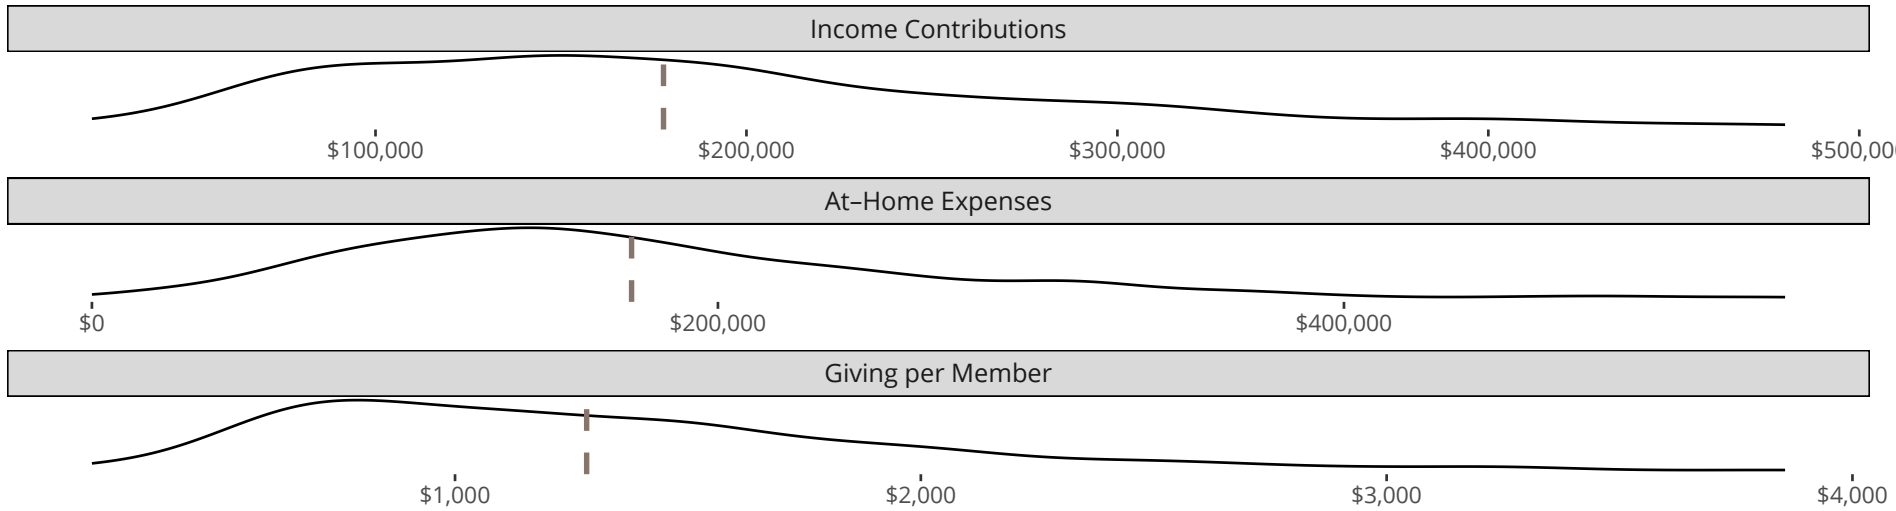 Income Contributions
$100,000 $200,000 $300,000 $400,000 $500,00
At–Home Expenses
$0 $200,000 $400,000
Giving per Member
$1,000 $2,000 $3,000 $4,000